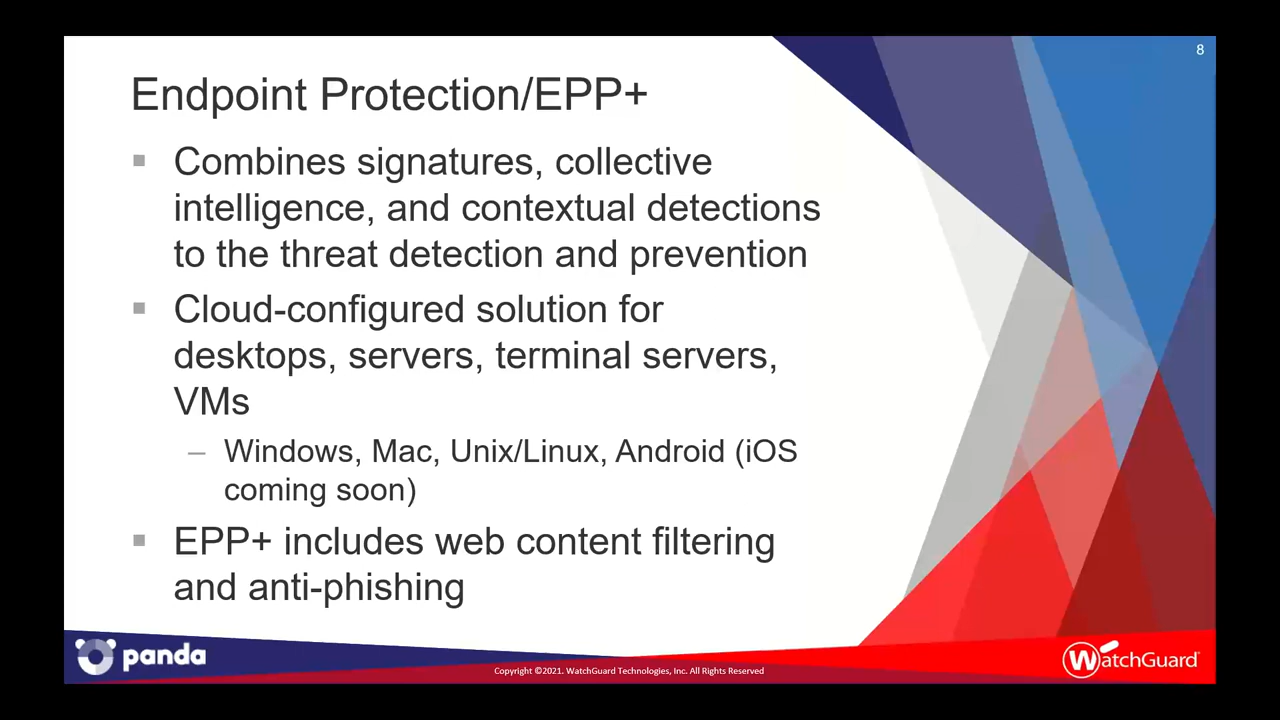 8
Endpoint Protection/EPP+
▪ Combines signatures, collective
intelligence, and contextual detections
to the threat detection and prevention
▪ Cloud-configured solution for
desktops, servers, terminal servers,
VMs
– Windows, Mac, Unix/Linux, Android (iOS
coming soon)
▪ EPP+ includes web content filtering
and anti-phishing
panda
Copyright ©2021. WatchGuard Technologies, Inc. All Rights Reserved
WatchGuard